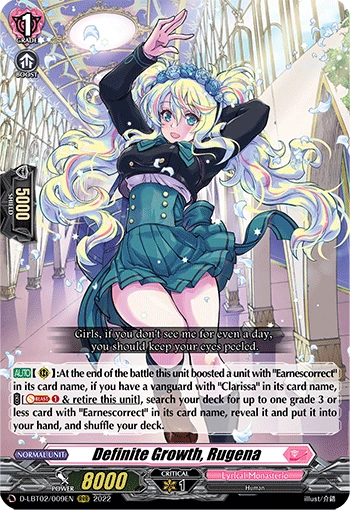 1
GRADE
BOOST
5000
SHIELD
Girls, if you don't see me for even a day,
you should keep your eyes peeled.
AUTO【 】:At the end of the battle this unit boosted a unit with "Earnescorrect"
in its card name, if you have a vanguard with "Clarissa" in its card name,
[ 1 & retire this unit], search your deck for up to one grade 3 or
less card with "Earnescorrect" in its card name, reveal it and put it into
your hand, and shuffle your deck.
NORMAL UNIT
Definite Growth, Rugena
POWER 8000
CRITICAL
1
Lyrical Monasterio
Human
D-LBT02/009EN RRR 2022
illust/介錯